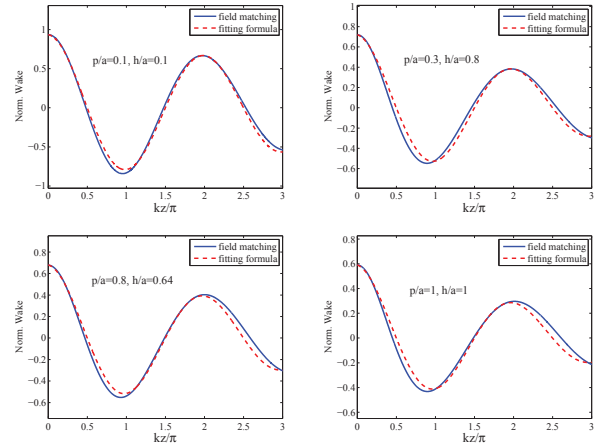 field matching
fitting formula
p/a=0.1, h/a=0.1
Norm. Wake
1
0.5
0
−0.5
−1
0 0.5 1 1.5 2 2.5 3
kz/π
field matching
fitting formula
p/a=0.3, h/a=0.8
Norm. Wake
0.8
0.6
0.4
0.2
0
−0.2
−0.4
−0.6
0 0.5 1 1.5 2 2.5 3
kz/π
field matching
fitting formula
p/a=0.8, h/a=0.64
Norm. Wake
0.8
0.6
0.4
0.2
0
−0.2
−0.4
−0.6
0 0.5 1 1.5 2 2.5 3
kz/π
field matching
fitting formula
p/a=1, h/a=1
Norm. Wake
0.8
0.6
0.4
0.2
0
−0.2
−0.4
−0.6
0 0.5 1 1.5 2 2.5 3
kz/π